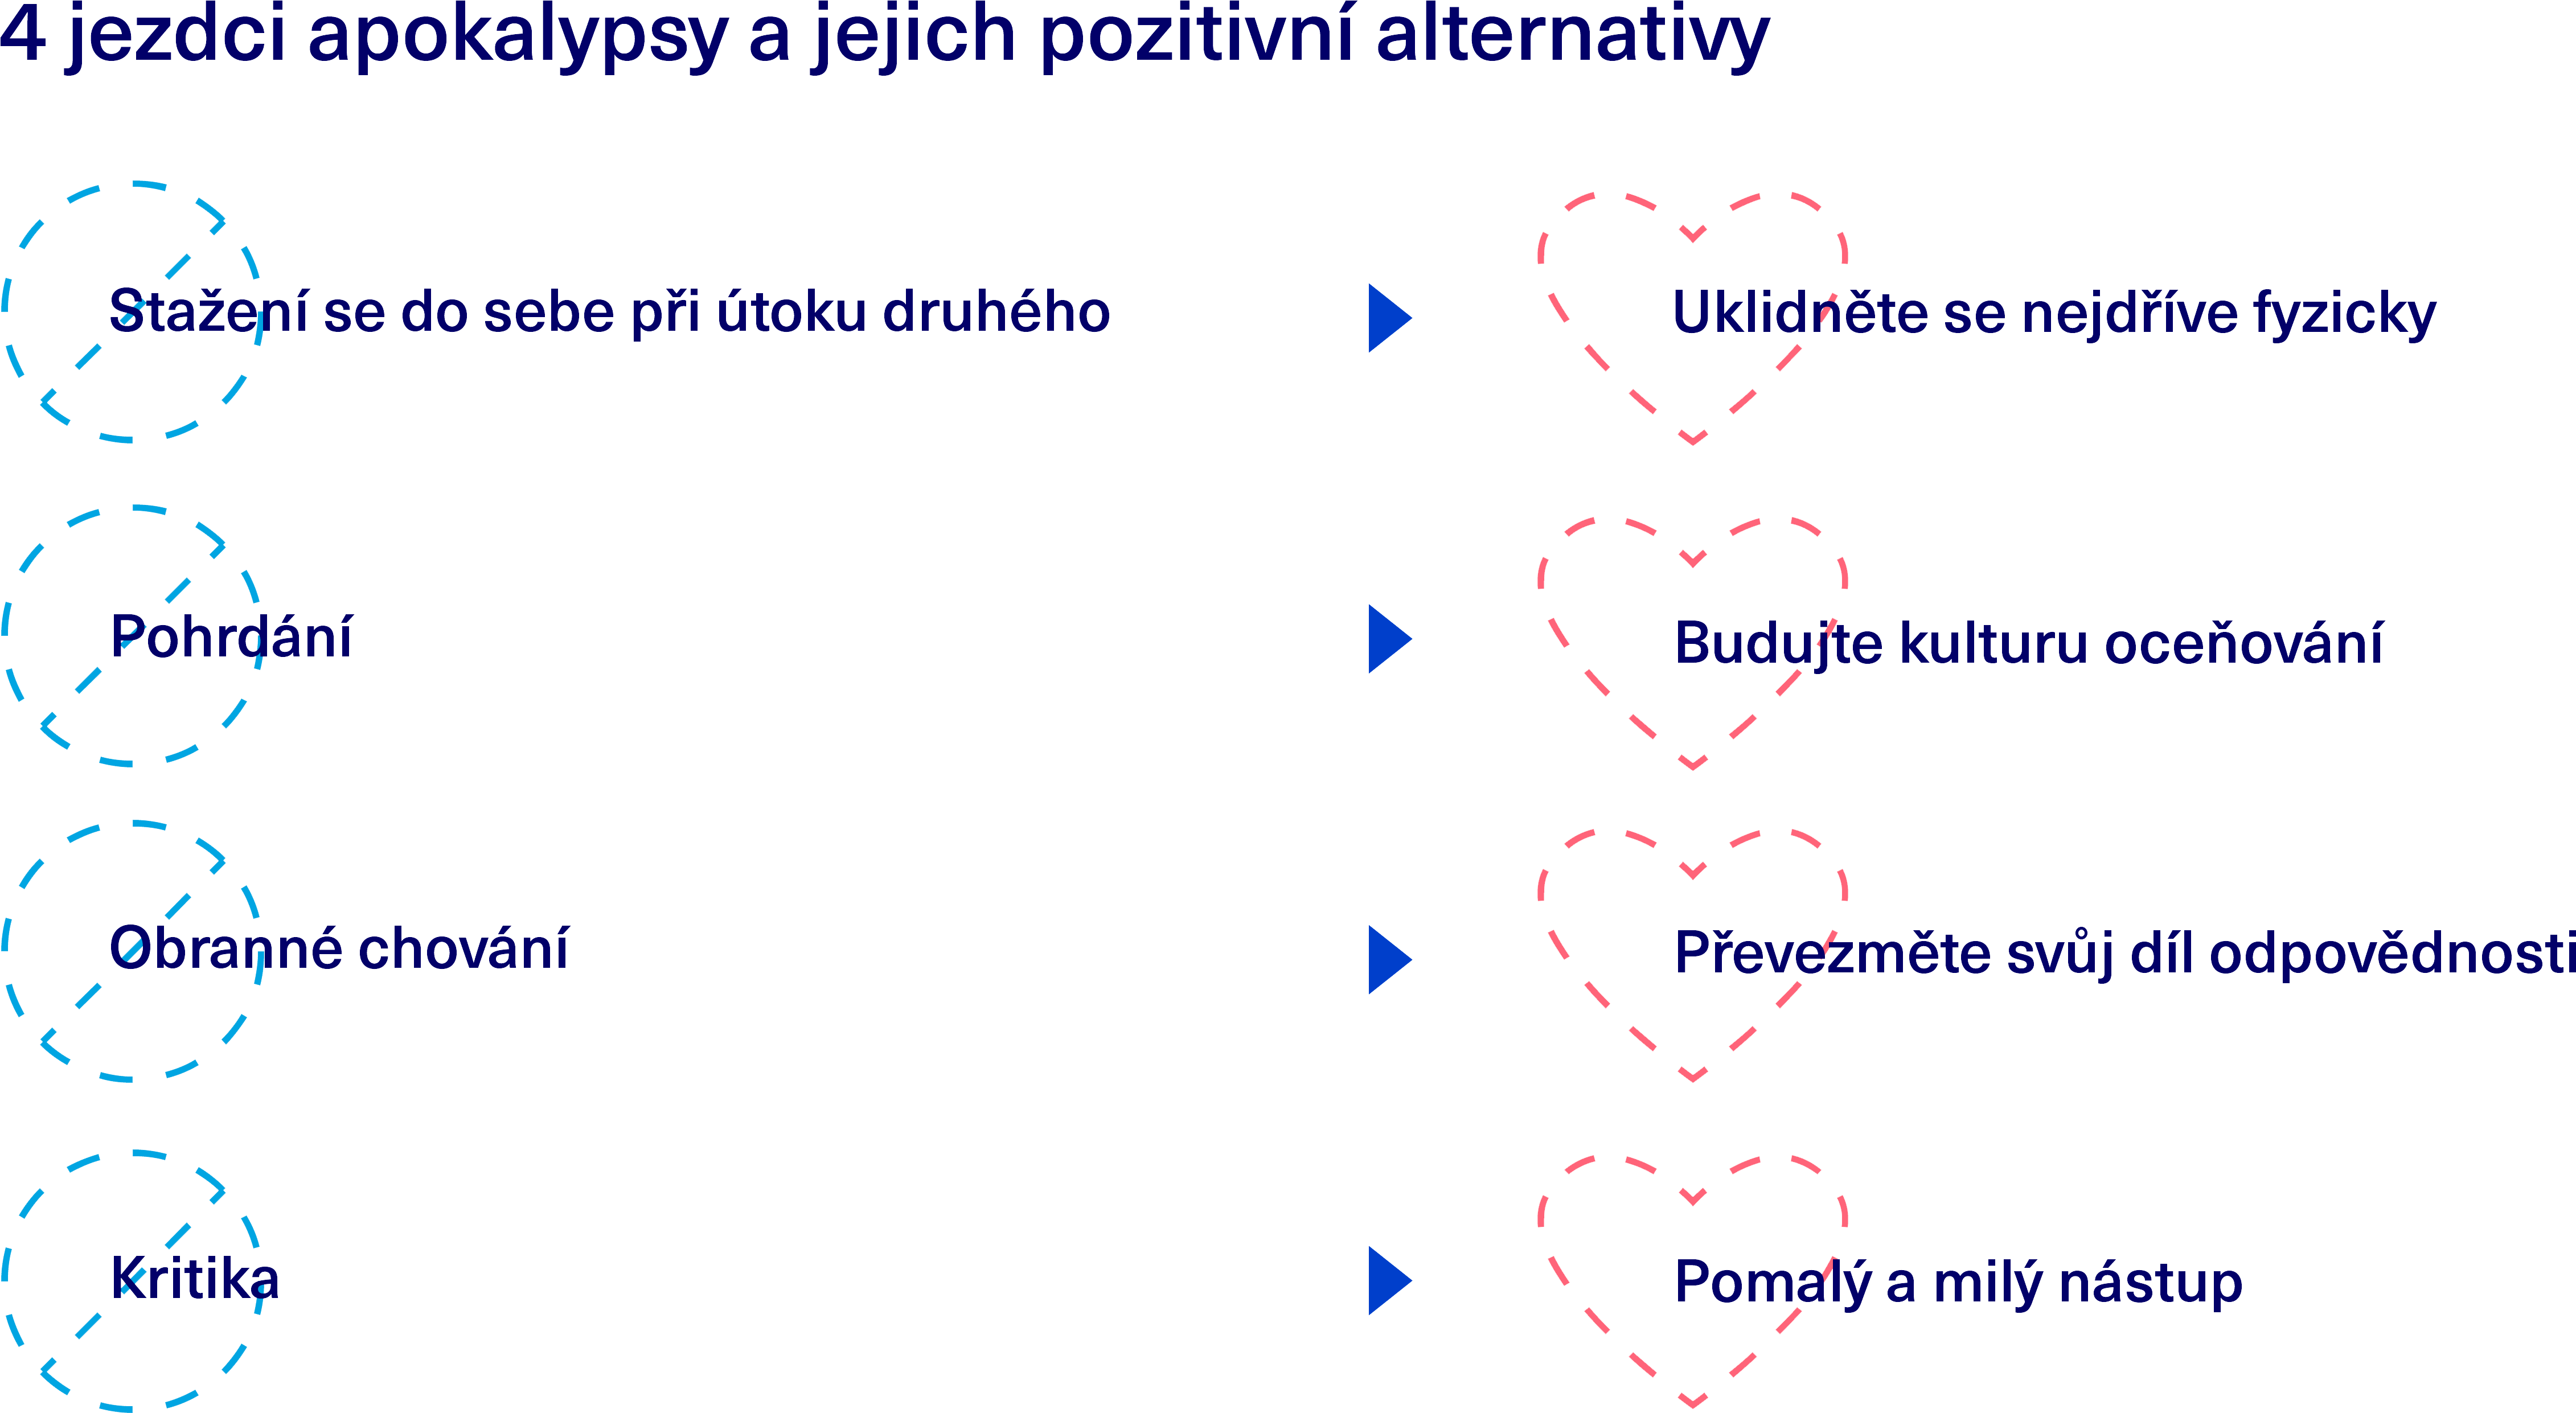 4 jezdci apokalypsy a jejich pozitivní alternativy
Stažení se do sebe při útoku druhého
Uklidněte se nejdříve fyzicky
Pohrdání
Budujte kulturu oceňování
Obranné chování
Převezměte svůj díl odpovědnosti
Kritika
Pomalý a milý nástup